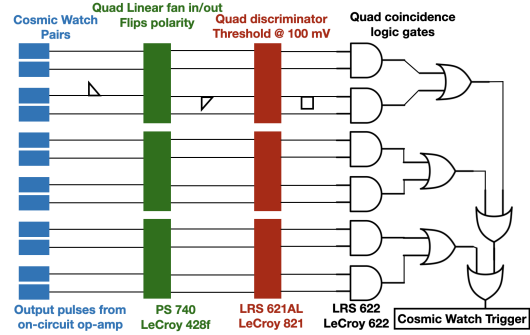 Cosmic Watch
Pairs
Quad Linear fan in/out
Flips polarity
Quad discriminator
Threshold @ 100 mV
Quad coincidence
logic gates
Output pulses from
on-circuit op-amp
PS 740
LeCroy 428f
LRS 621AL
LeCroy 821
LRS 622
LeCroy 622
Cosmic Watch Trigger